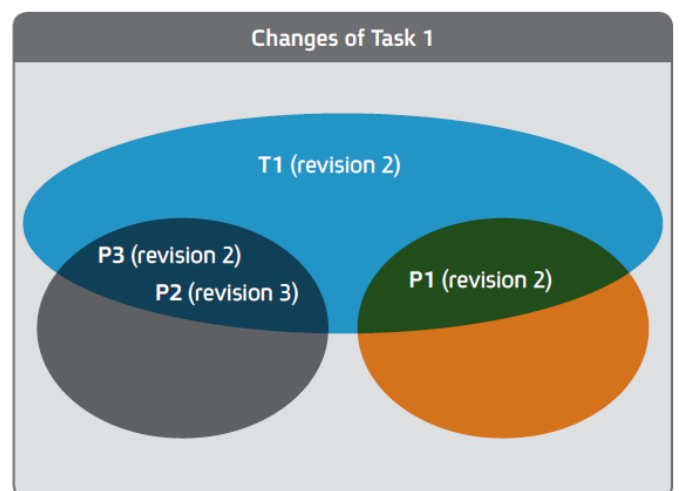 Changes of Task 1
T1 (revision 2)
P3 (revision 2)
P2 (revision 3)
P1 (revision 2)